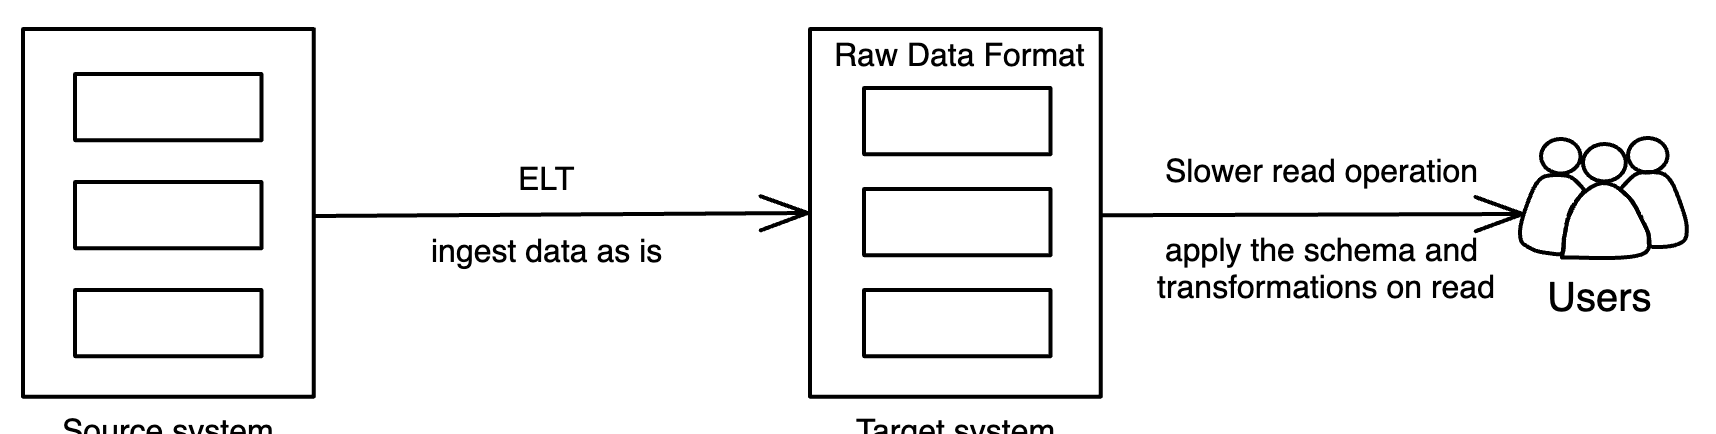 Raw Data Format
ELT
ingest data as is
Slower read operation
apply the schema and
transformations on read
Users
Source system
Target system